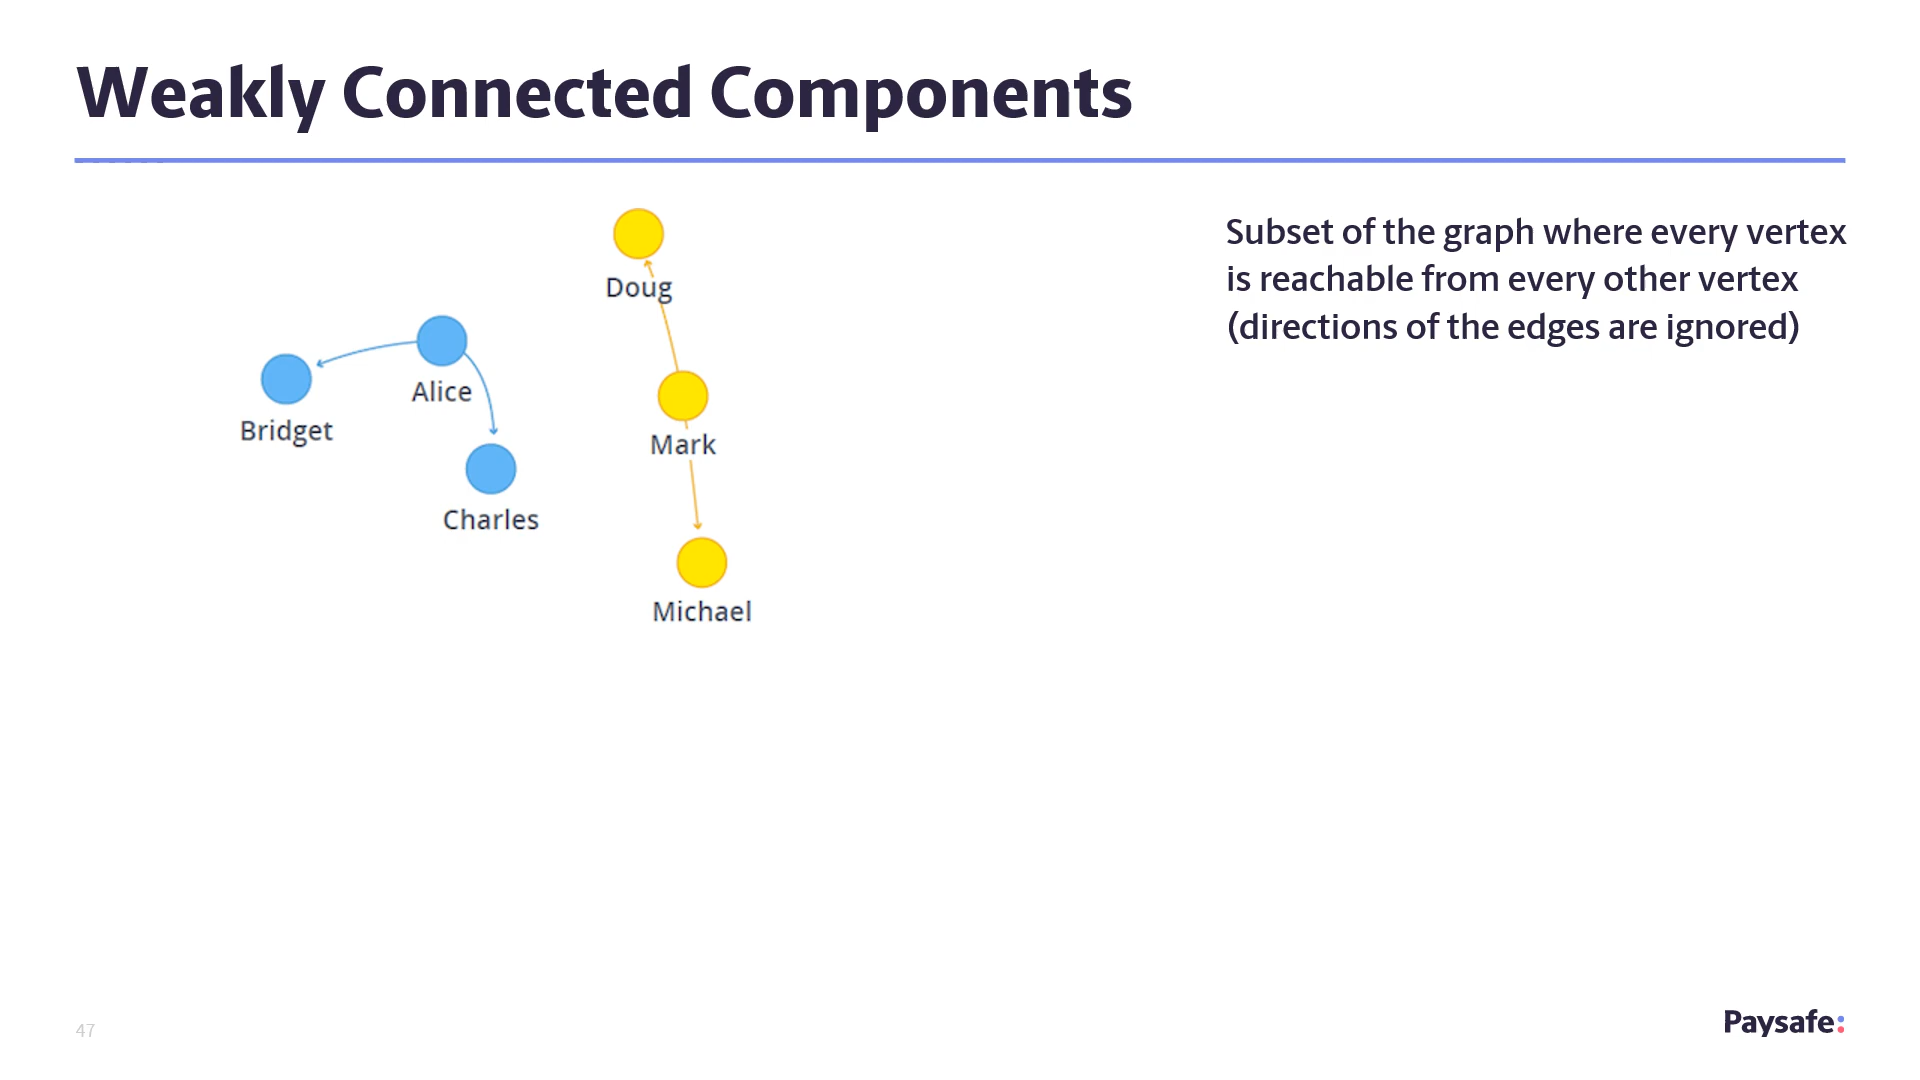 Weakly Connected Components
Doug
Alice
Bridget
Mark
Charles
Michael
Subset of the graph where every vertex
is reachable from every other vertex
(directions of the edges are ignored)
47
Paysafe: